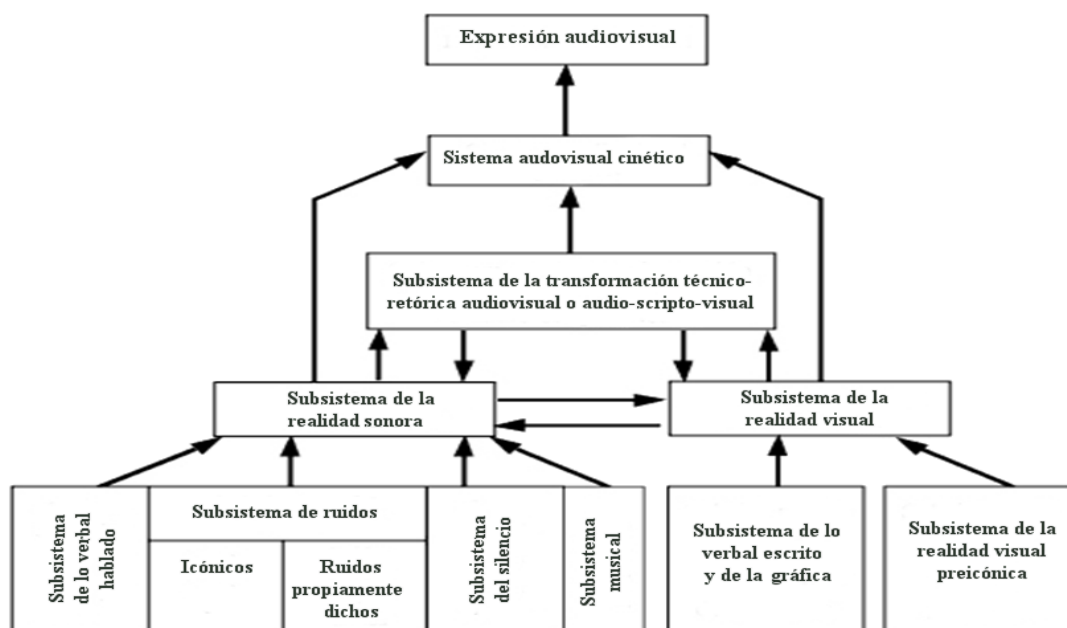 Expresión audiovisual
Sistema audovisual cinético
Subsistema de la transformación técnico-
retórica audiovisual o audio-scripto-visual
Subsistema de la
realidad sonora
Subsistema de la
realidad visual
Subsistema
de lo verbal
hablado
Subsistema de ruidos
Icónicos
Ruidos
propiamente
dichos
Subsistema
del silencio
Subsistema
musical
Subsistema de lo
verbal escrito
y de la gráfica
Subsistema de la
realidad visual
preicónica